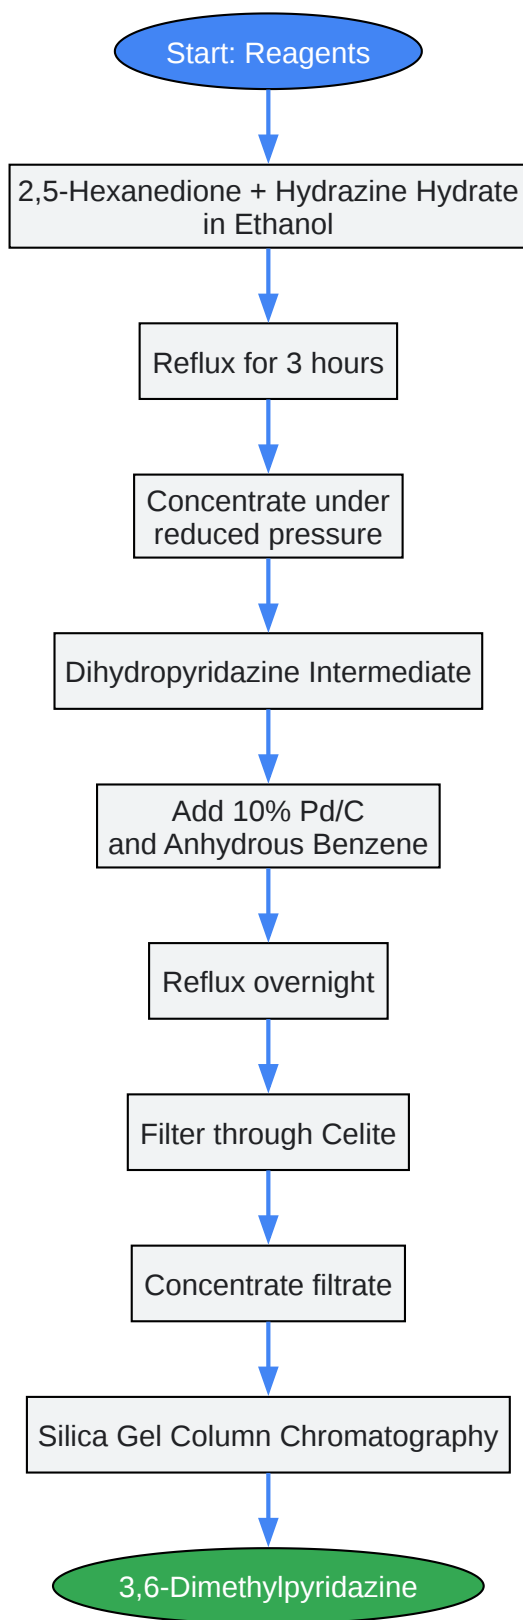 Start: Reagents
2,5-Hexanedione + Hydrazine Hydrate
in Ethanol
Reflux for 3 hours
Concentrate under
reduced pressure
Dihydropyridazine Intermediate
Add 10% Pd/C
and Anhydrous Benzene
Reflux overnight
Filter through Celite
Concentrate filtrate
Silica Gel Column Chromatography
3,6-Dimethylpyridazine